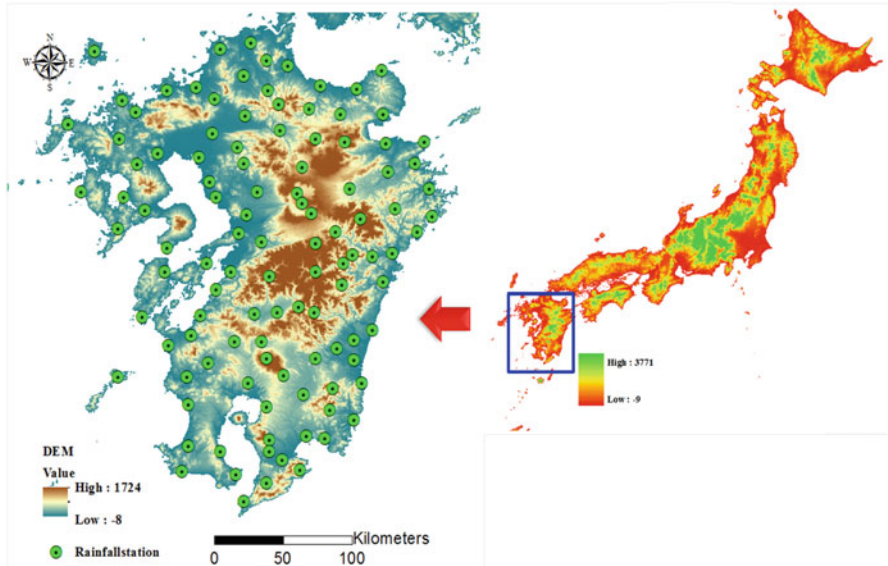 N
W E
S
DEM
Value
High : 1724
Low : -8
Rainfallstation
Kilometers
0 50 100
High : 3771
Low : -9